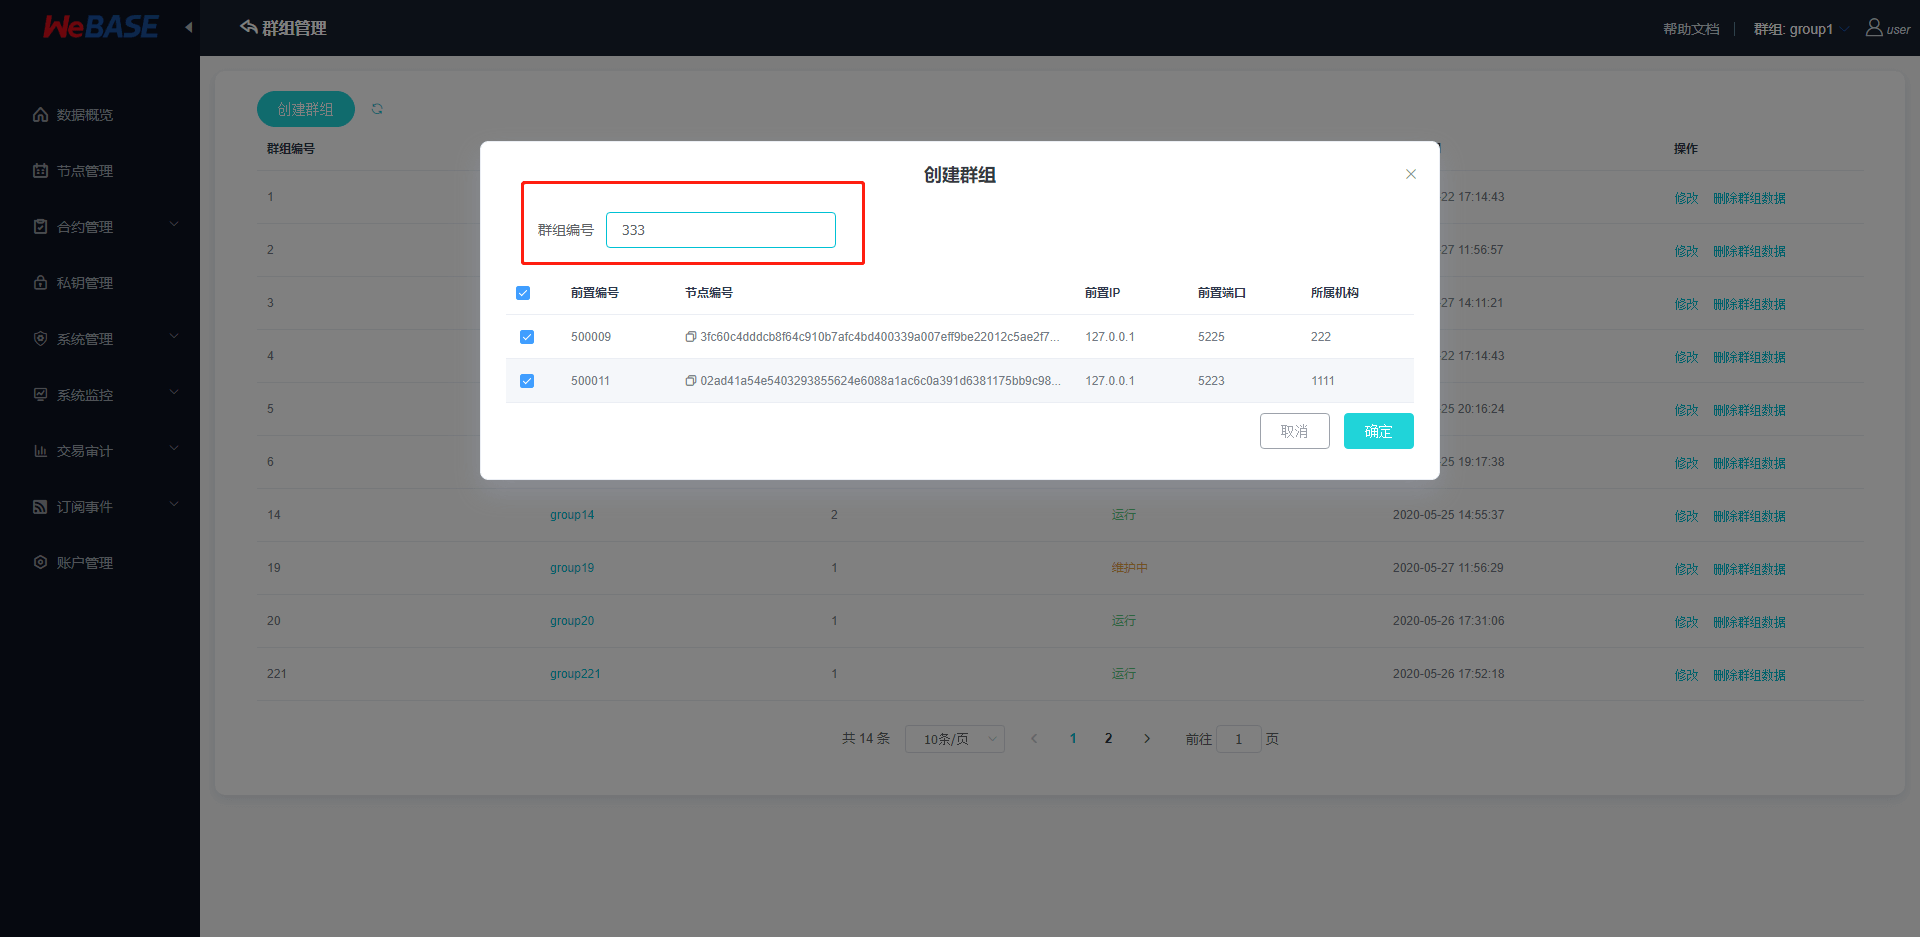 WeBASE
群组管理
帮助文档
群组: group1
user
数据概览
节点管理
合约管理
私钥管理
系统管理
系统监控
交易审计
订阅事件
账户管理
创建群组
群组编号 操作
1 22 17:14:43 修改 删除群组数据
2 -27 11:56:57 修改 删除群组数据
3 27 14:11:21 修改 删除群组数据
4 22 17:14:43 修改 删除群组数据
5 25 20:16:24 修改 删除群组数据
6 25 19:17:38 修改 删除群组数据
14 group14 2 运行 2020-05-25 14:55:37 修改 删除群组数据
19 group19 1 维护中 2020-05-27 11:56:29 修改 删除群组数据
20 group20 1 运行 2020-05-26 17:31:06 修改 删除群组数据
221 group221 1 运行 2020-05-26 17:52:18 修改 删除群组数据
共 14 条 10条/页 1 2 前往 1 页
创建群组
群组编号 333
前置编号 节点编号 前置IP 前置端口 所属机构
500009 3fc60c4dddcb8f64c910b7afc4bd400339a007eff9be22012c5ae2f7... 127.0.0.1 5225 222
500011 02ad41a54e5403293855624e6088a1ac6c0a391d6381175bb9c98... 127.0.0.1 5223 1111
取消 确定